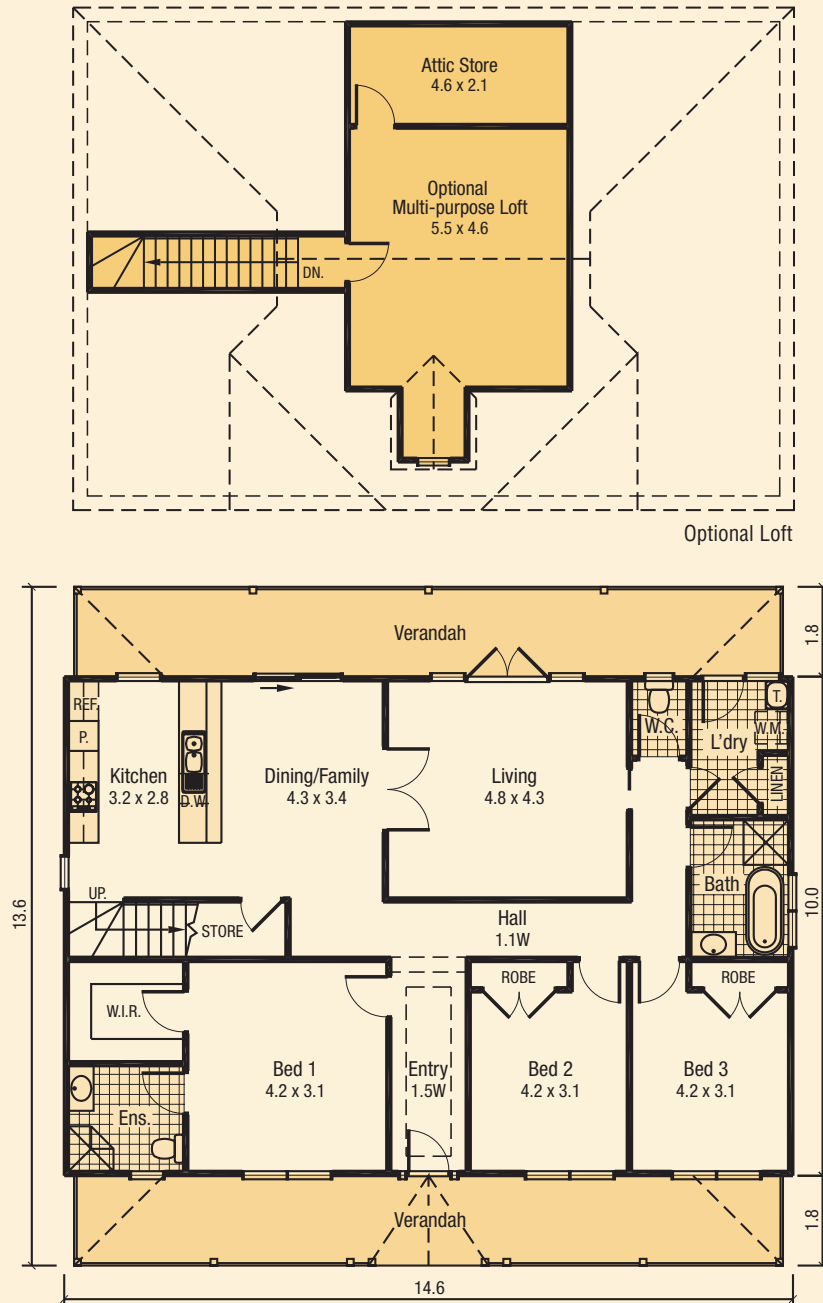 Attic Store
4.6 x 2.1
Optional
Multi-purpose Loft
5.5 x 4.6
DN.
Optional Loft
Verandah
1.8
REF.
P.
Kitchen
3.2 x 2.8
D.W.
Dining/Family
4.3 x 3.4
Living
4.8 x 4.3
W.C.
L'dry
T.
W.M.
LINEN
Bath
UP.
STORE
Hall
1.1W
13.6
10.0
W.I.R.
Bed 1
4.2 x 3.1
Entry
1.5W
ROBE
Bed 2
4.2 x 3.1
ROBE
Bed 3
4.2 x 3.1
Ens.
Verandah
1.8
14.6